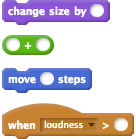 change size by
+
move steps
when loudness >